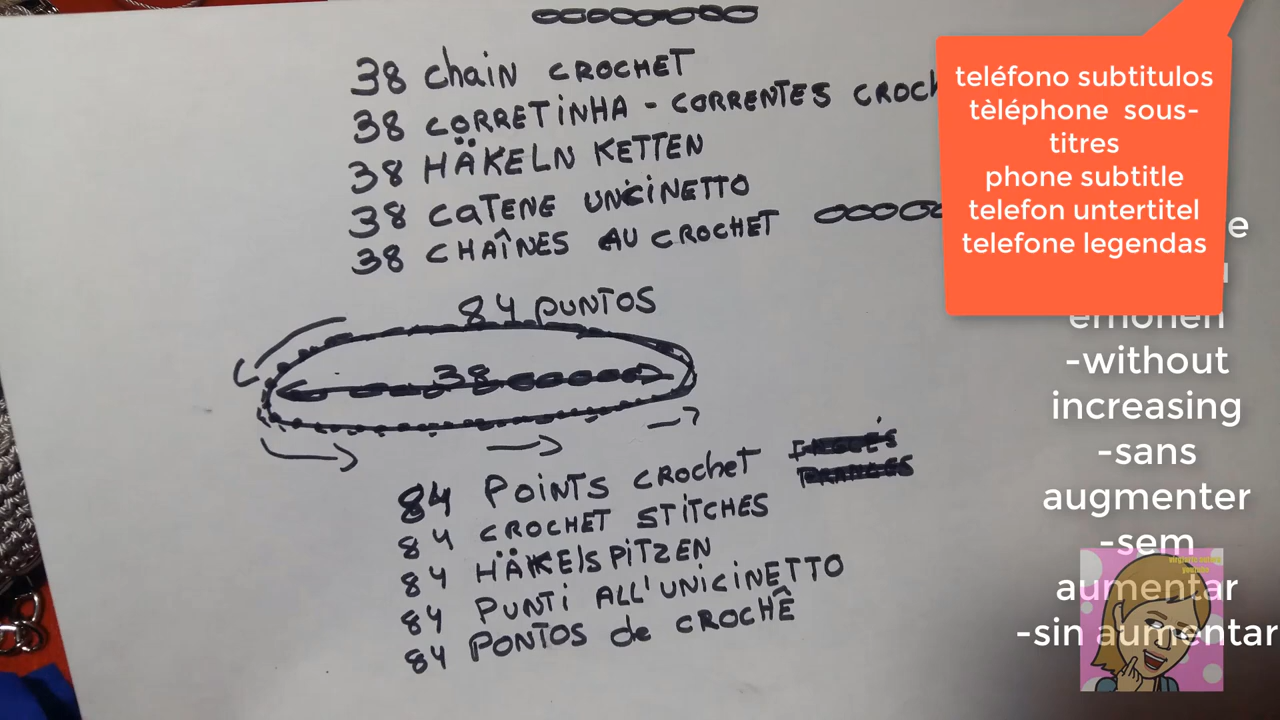 38 Chain CROCHET
38 CORRETINHA - CORRENTES
38 HÄKELN KETTEN
38 CATENE UNCINETTO
38 CHAÎNES AU CROCHET
84 PUNTOS
38
84 POINTS CROCHET
84 CROCHET STITCHES
84 HÄKElSPITZEN
84 PUNTI ALL'UNICINETTO
84 PONTOS de CROCHÊ
teléfono subtitulos
tèléphone sous-
titres
phone subtitle
telefon untertitel
telefone legendas
-without
increasing
-sans
augmenter
-sem
aumentar
-sin aumentar